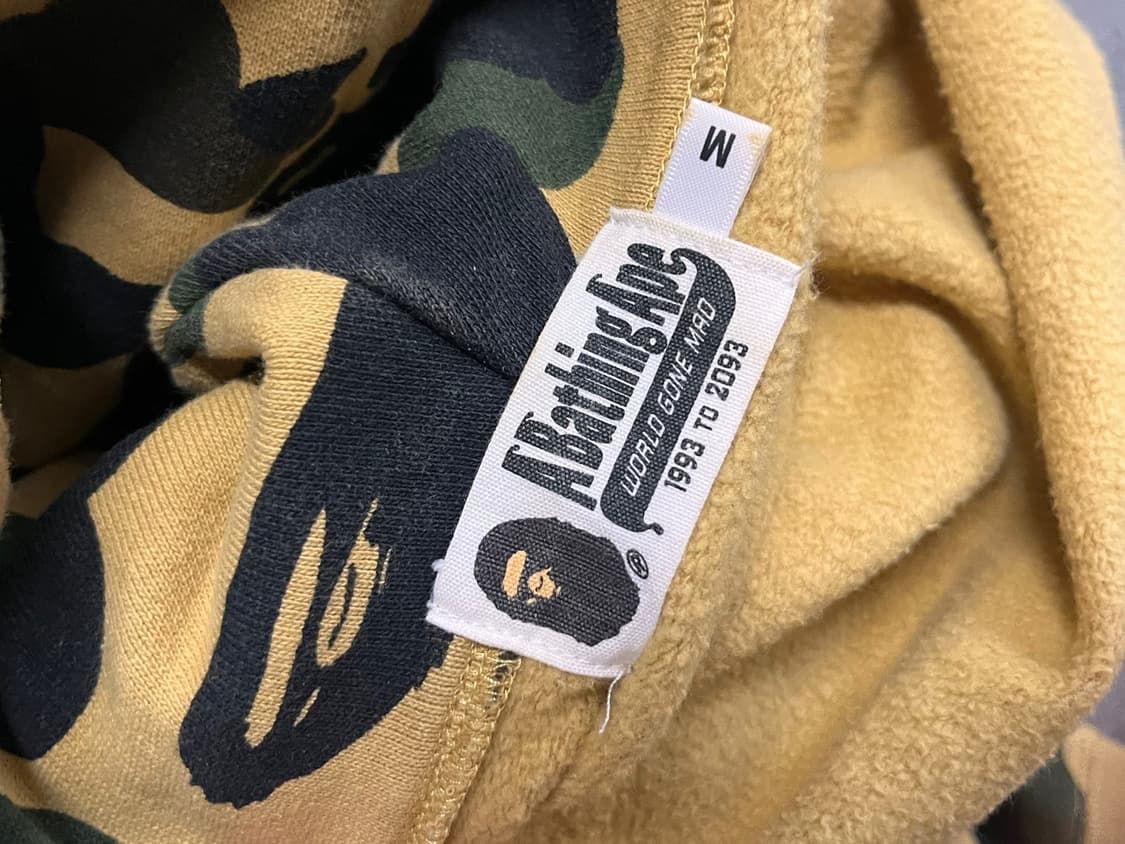 M
A Bathing Ape
WORLD GONE MAD
1993 TO 2093
®